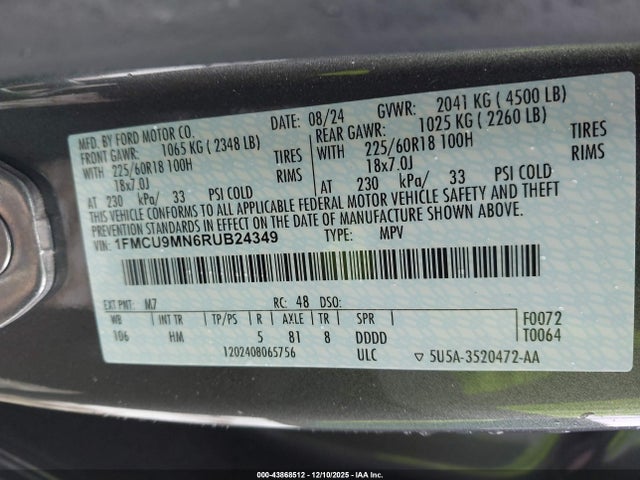 MFD. BY FORD MOTOR CO. DATE: 08/24 GVWR: 2041 KG ( 4500 LB)
FRONT GAWR: 1065 KG ( 2348 LB) REAR GAWR: 1025 KG ( 2260 LB)
WITH 225/60R18 100H TIRES WITH 225/60R18 100H TIRES
18x7.0J RIMS 18x7.0J RIMS
AT 230 kPa/ 33 PSI COLD AT 230 kPa/ 33 PSI COLD
THIS VEHICLE CONFORMS TO ALL APPLICABLE FEDERAL MOTOR VEHICLE SAFETY AND THEFT
PREVENTION STANDARDS IN EFFECT ON THE DATE OF MANUFACTURE SHOWN ABOVE.
VIN: 1FMCU9MN6RUB24349 TYPE: MPV
EXT PNT: M7 RC: 48 DSO:
WB INT TR TP/PS R AXLE TR SPR F0072
106 HM 5 81 8 DDDD T0064
1202408065756 ULC ▽ 5U5A-3520472-AA
000-43868512 - 12/10/2025 - IAA Inc.